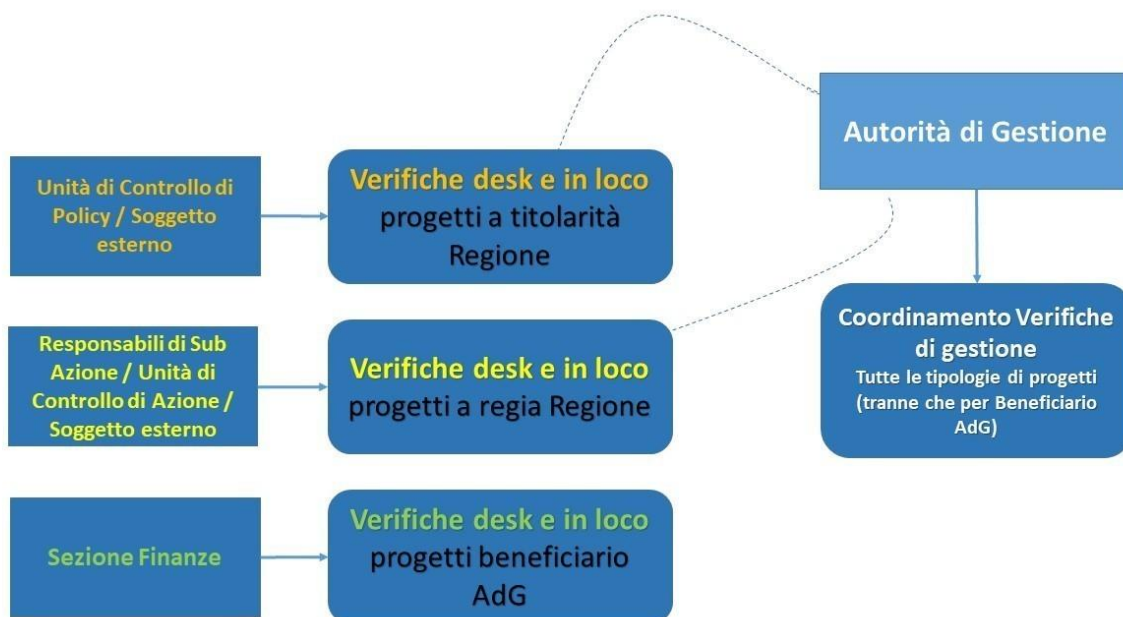 Autorità di Gestione
Unità di Controllo di
Policy / Soggetto
esterno
Verifiche desk e in loco
progetti a titolarità
Regione
Responsabili di Sub
Azione / Unità di
Controllo di Azione /
Soggetto esterno
Verifiche desk e in loco
progetti a regia Regione
Coordinamento Verifiche
di gestione
Tutte le tipologie di progetti
(tranne che per Beneficiario
AdG)
Sezione Finanze
Verifiche desk e in loco
progetti beneficiario
AdG